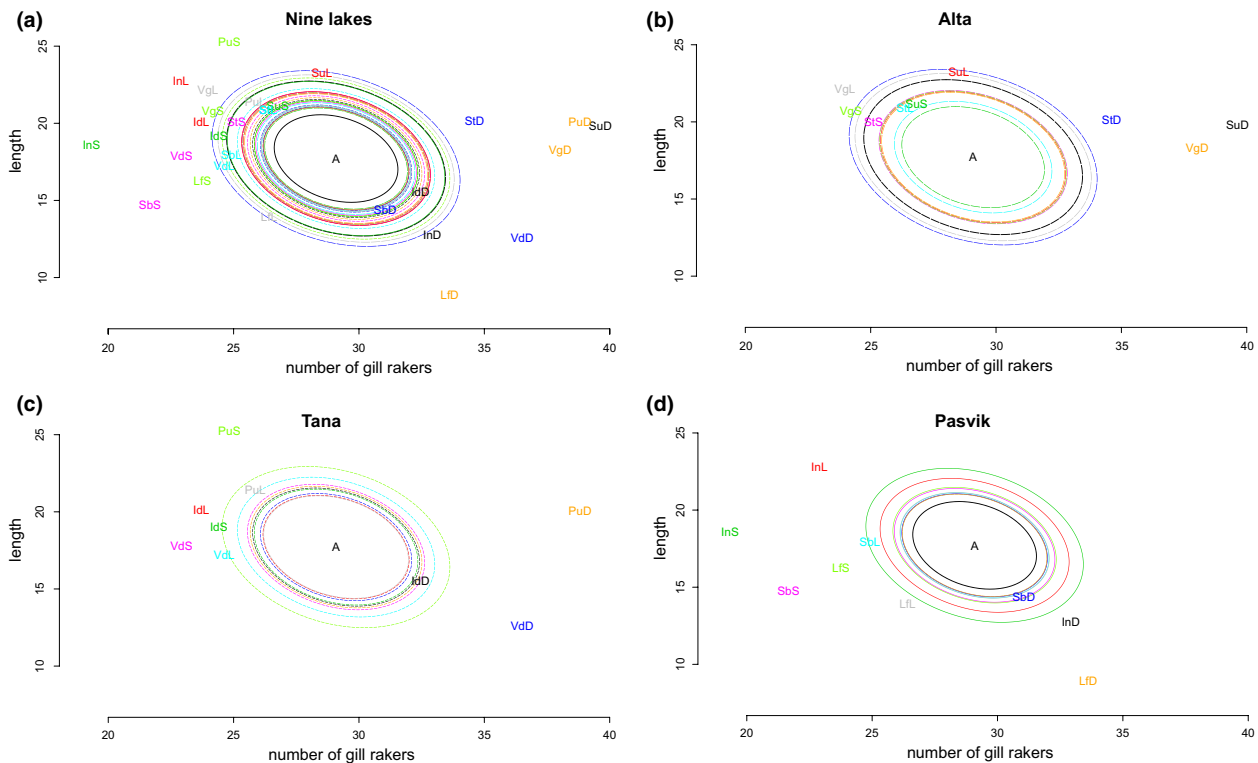 (a)
Nine lakes
25
20
15
10
length
PuS
InL
SuL
VgL
PuL
VgS
StL
SuS
IdL
StS
StD
PuD
SuD
InS
IdS
VdS
SbL
VdL
A
VgD
LfS
IdD
SbS
LfL
SbD
InD
VdD
LfD
20 25 30 35 40
number of gill rakers
(b)
Alta
25
20
15
10
length
SuL
VgL
VgS
StL
SuS
StS
StD
SuD
A
VgD
20 25 30 35 40
number of gill rakers
(c)
Tana
25
20
15
10
length
PuS
PuL
IdL
PuD
IdS
VdS
VdL
A
IdD
VdD
20 25 30 35 40
number of gill rakers
(d)
Pasvik
25
20
15
10
length
InL
InS
SbL
A
LfS
SbS
LfL
SbD
InD
LfD
20 25 30 35 40
number of gill rakers